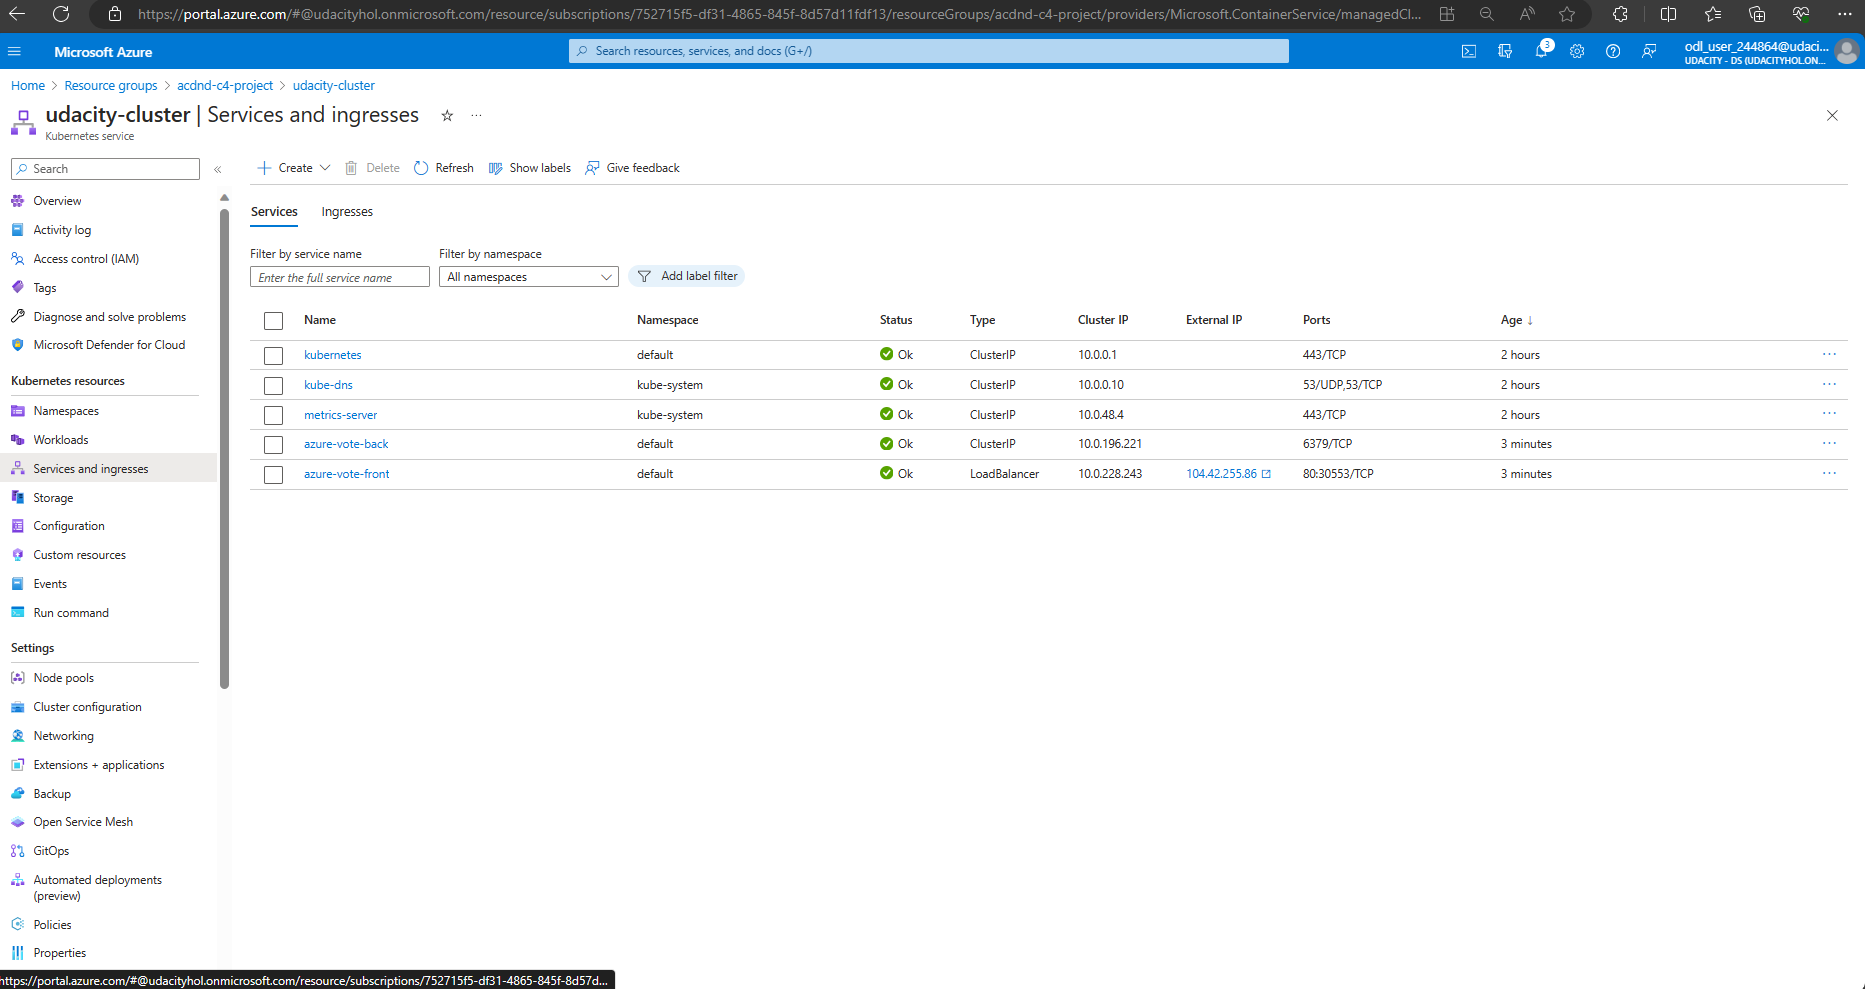 https://portal.azure.com/#@udacityhol.onmicrosoft.com/resource/subscriptions/752715f5-df31-4865-845f-8d57d11fdf13/resourceGroups/acdnd-c4-project/providers/Microsoft.ContainerService/managedCl...
Microsoft Azure
Search resources, services, and docs (G+/)
3
odl_user_244864@udaci...
UDACITY - DS (UDACITYHOL.ON...
Home > Resource groups > acdnd-c4-project > udacity-cluster
udacity-cluster | Services and ingresses
Kubernetes service
Search
Overview
Activity log
Access control (IAM)
Tags
Diagnose and solve problems
Microsoft Defender for Cloud
Kubernetes resources
Namespaces
Workloads
Services and ingresses
Storage
Configuration
Custom resources
Events
Run command
Settings
Node pools
Cluster configuration
Networking
Extensions + applications
Backup
Open Service Mesh
GitOps
Automated deployments
(preview)
Policies
Properties
Create Delete Refresh Show labels Give feedback
Services Ingresses
Filter by service name Filter by namespace
Enter the full service name All namespaces Add label filter
Name Namespace Status Type Cluster IP External IP Ports Age ↓
kubernetes default Ok ClusterIP 10.0.0.1 443/TCP 2 hours
kube-dns kube-system Ok ClusterIP 10.0.0.10 53/UDP,53/TCP 2 hours
metrics-server kube-system Ok ClusterIP 10.0.48.4 443/TCP 2 hours
azure-vote-back default Ok ClusterIP 10.0.196.221 6379/TCP 3 minutes
azure-vote-front default Ok LoadBalancer 10.0.228.243 104.42.255.86 80:30553/TCP 3 minutes
https://portal.azure.com/#@udacityhol.onmicrosoft.com/resource/subscriptions/752715f5-df31-4865-845f-8d57d...